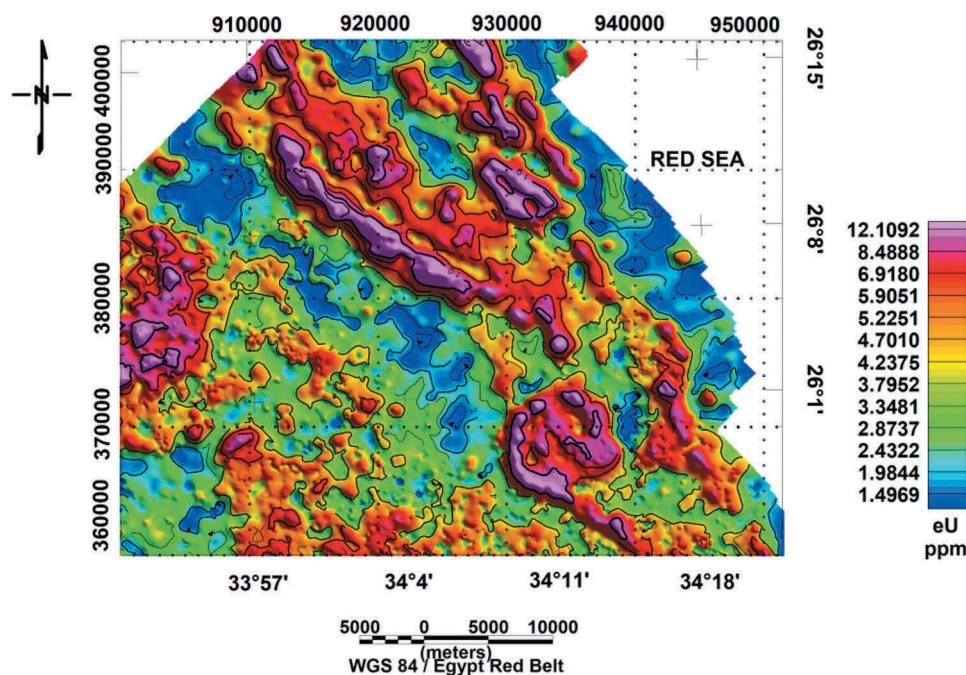 910000 920000 930000 940000 950000
N
400000
390000
380000
370000
360000
26°15'
26°8'
26°1'
RED SEA
33°57' 34°4' 34°11' 34°18'
12.1092
8.4888
6.9180
5.9051
5.2251
4.7010
4.2375
3.7952
3.3481
2.8737
2.4322
1.9844
1.4969
eU
ppm
5000 0 5000 10000
(meters)
WGS 84 / Egypt Red Belt